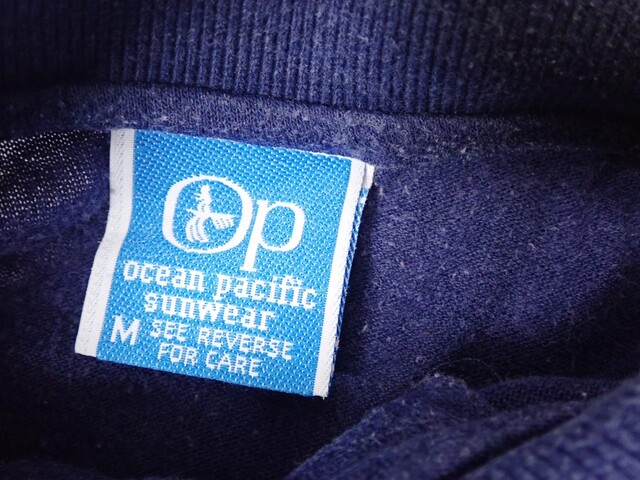 Op
ocean pacific
sunwear
M SEE REVERSE
FOR CARE